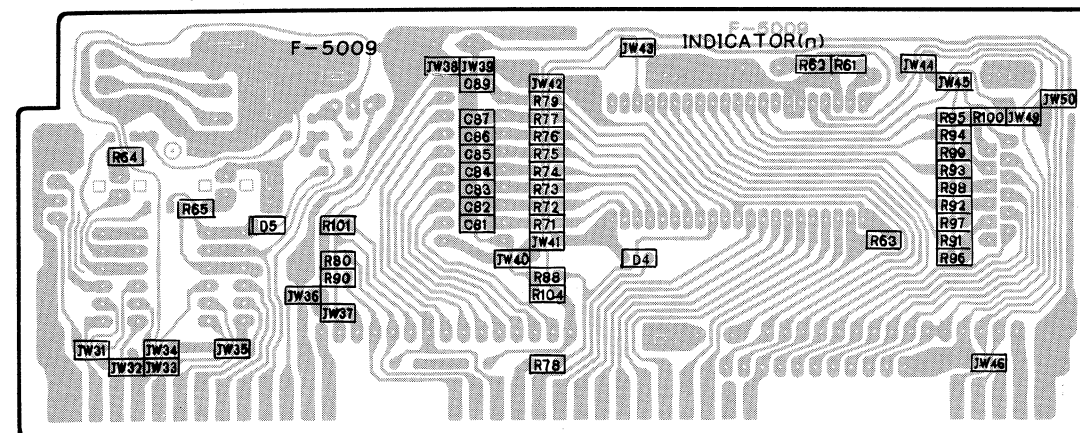 F-5009
F-5009
INDICATOR(n)
JW43
JW38 JW39
R63 R61
JW44
C89
JW42
JW45
R79
JW50
C87
R77
R95 R100 JW49
C86
R76
R94
R64
C85
R75
R99
C84
R74
R93
C83
R73
R98
R65
C82
R72
R92
D5
R101
C81
R71
R97
JW41
R63
R91
R80
JW40
D4
R96
R90
R88
JW36
R104
JW37
JW31
JW34
JW35
JW32 JW33
R78
JW46